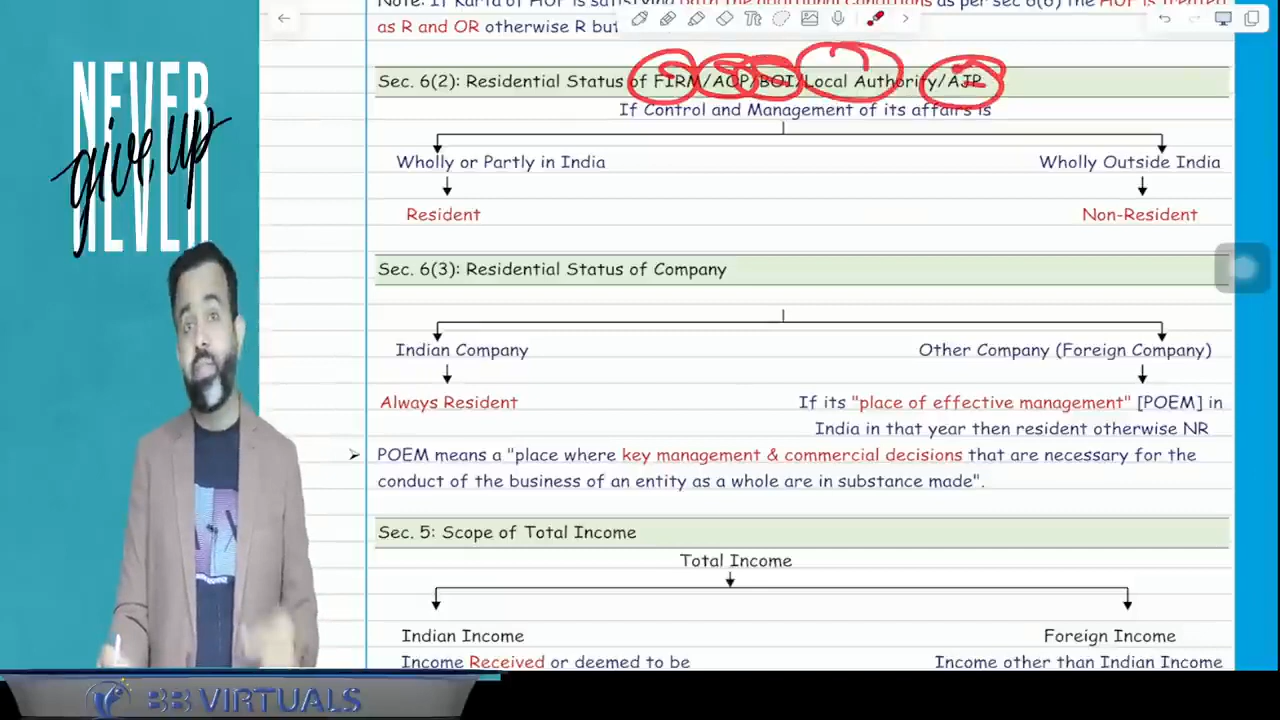 Note: If Karta of HUF is satisfying both the additional conditions as per sec 6(6) the HUF is treated
as R and OR otherwise R but
Sec. 6(2): Residential Status of FIRM/AOP/BOI/Local Authority/AJP
If Control and Management of its affairs is
Wholly or Partly in India
Wholly Outside India
Resident
Non-Resident
Sec. 6(3): Residential Status of Company
Indian Company
Other Company (Foreign Company)
Always Resident
If its "place of effective management" [POEM] in
India in that year then resident otherwise NR
➤ POEM means a "place where key management & commercial decisions that are necessary for the
conduct of the business of an entity as a whole are in substance made".
Sec. 5: Scope of Total Income
Total Income
Indian Income
Foreign Income
Income Received or deemed to be
Income other than Indian Income
NEVER
give up
NEVER
BB VIRTUALS